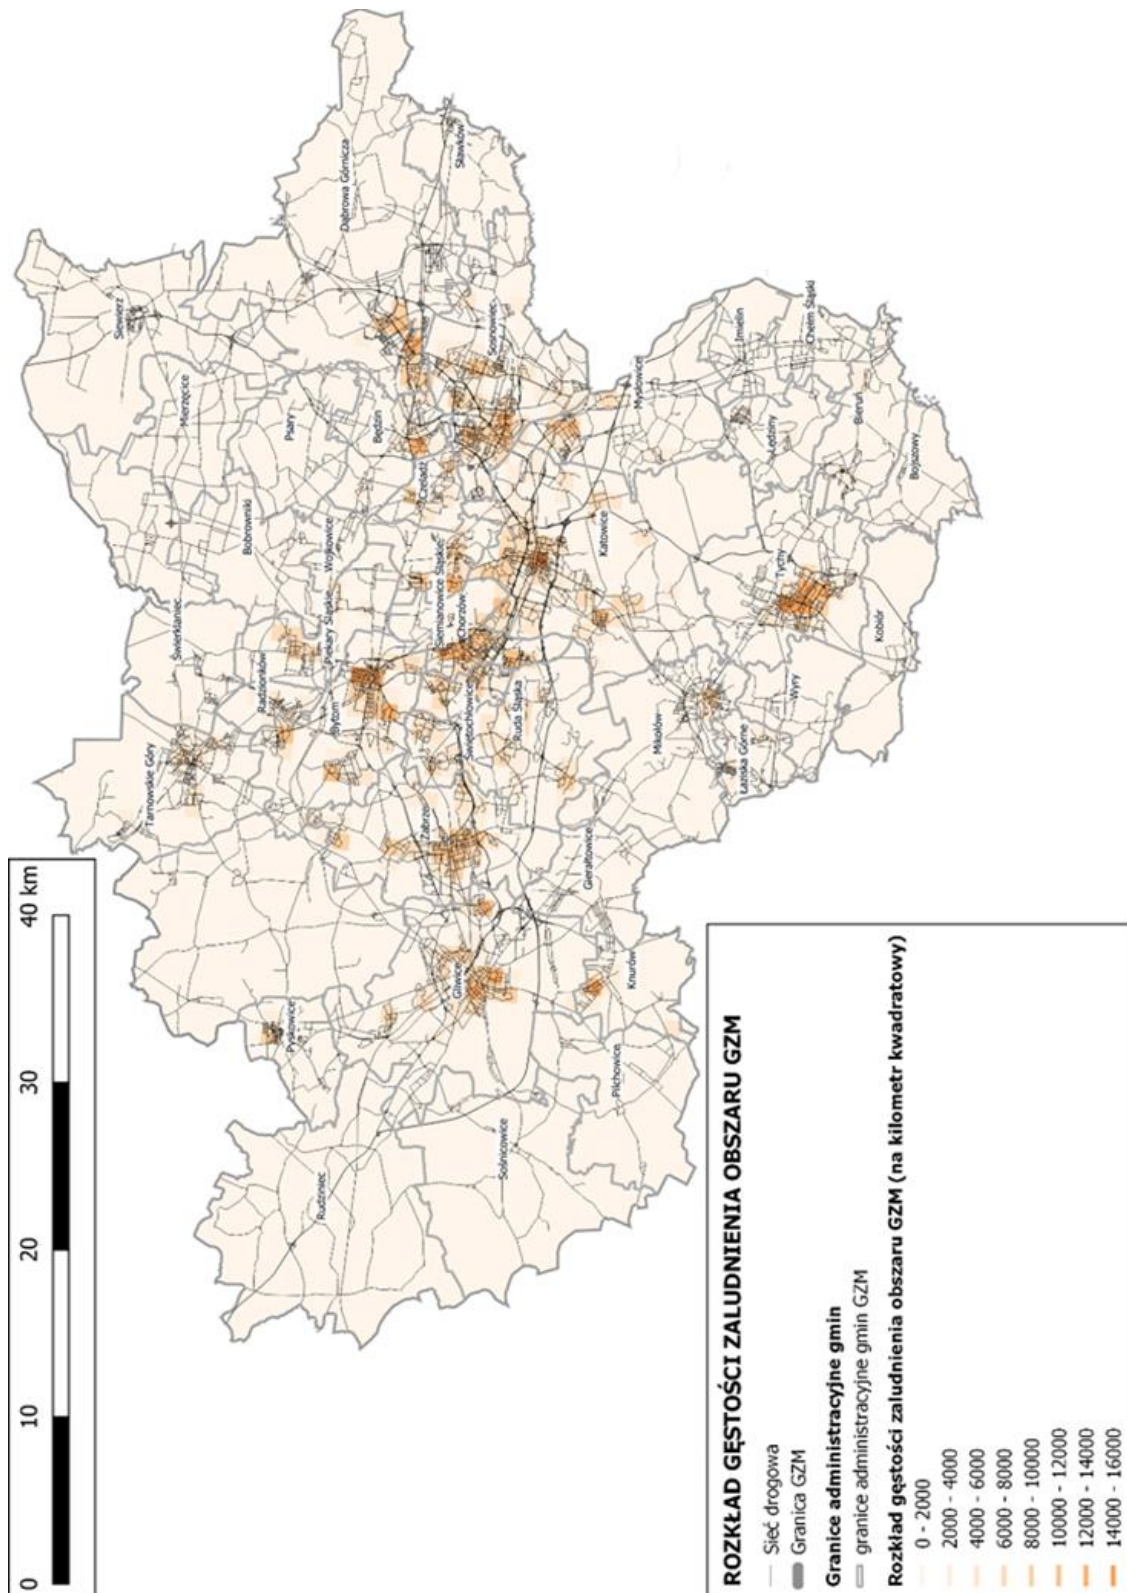 0 10 20 30 40 km
Siewierz
Mierzęcice
Psary
Będzin
Dąbrowa Górnicza
Sławków
Sosnowiec
Czeladź
Bobrowniki
Wojkowice
Świerklaniec
Piekary Śląskie
Siemianowice Śląskie
Chorzów
Katowice
Mysłowice
Imielin
Chełm Śląski
Lędziny
Bieruń
Bojszowy
Tychy
Kobiór
Wyry
Mikołów
Łaziska Górne
Tarnowskie Góry
Radzionków
Bytom
Świętochłowice
Ruda Śląska
Zabrze
Gierałtowice
Knurów
Gliwice
Pyskowice
Pilchowice
Sośnicowice
Rudziniec
ROZKŁAD GĘSTOŚCI ZALUDNIENIA OBSZARU GZM
Sieć drogowa
Granica GZM
Granice administracyjne gmin
granice administracyjne gmin GZM
Rozkład gęstości zaludnienia obszaru GZM (na kilometr kwadratowy)
0 - 2000
2000 - 4000
4000 - 6000
6000 - 8000
8000 - 10000
10000 - 12000
12000 - 14000
14000 - 16000